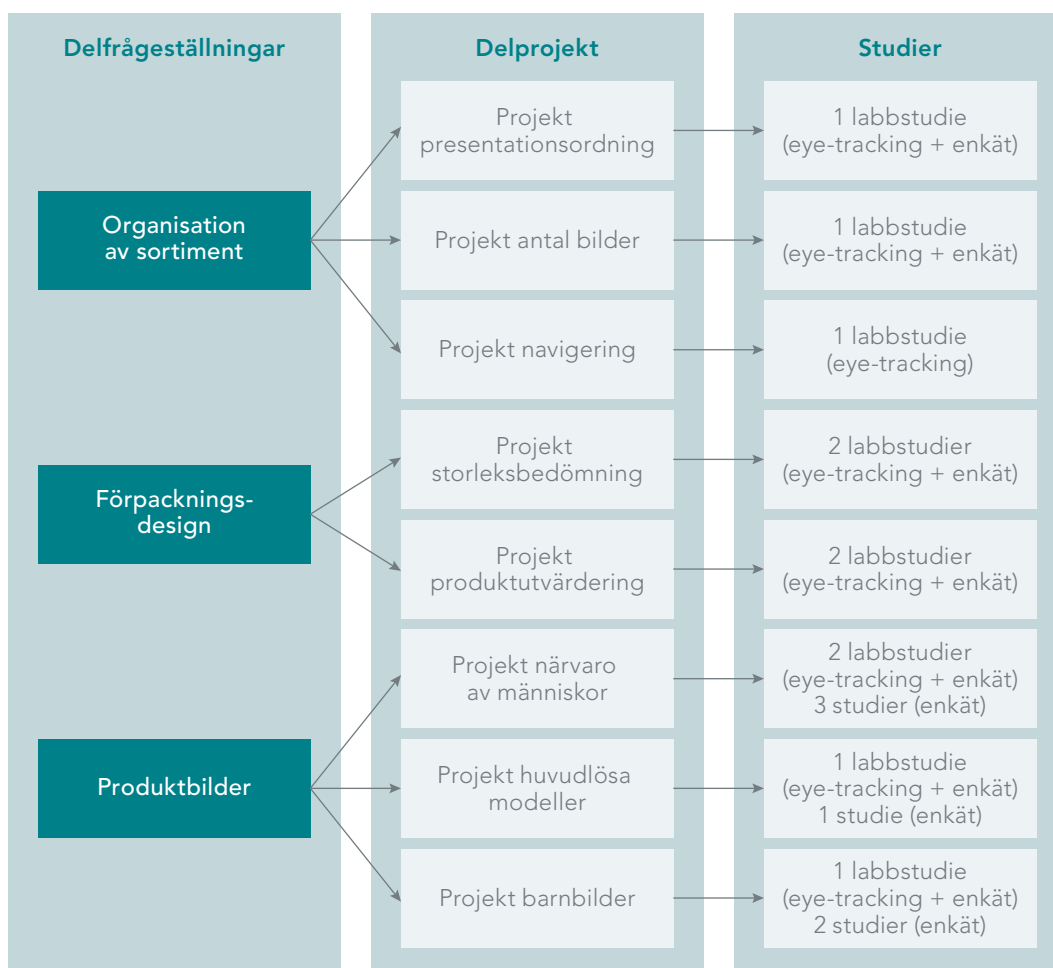 Delfrågeställningar
Delprojekt
Studier
Organisation
av sortiment
Projekt
presentationsordning
1 labbstudie
(eye-tracking + enkät)
Projekt antal bilder
1 labbstudie
(eye-tracking + enkät)
Projekt navigering
1 labbstudie
(eye-tracking)
Förpacknings-
design
Projekt
storleksbedömning
2 labbstudier
(eye-tracking + enkät)
Projekt
produktutvärdering
2 labbstudier
(eye-tracking + enkät)
Produktbilder
Projekt närvaro
av människor
2 labbstudier
(eye-tracking + enkät)
3 studier (enkät)
Projekt huvudlösa
modeller
1 labbstudie
(eye-tracking + enkät)
1 studie (enkät)
Projekt barnbilder
1 labbstudie
(eye-tracking + enkät)
2 studier (enkät)